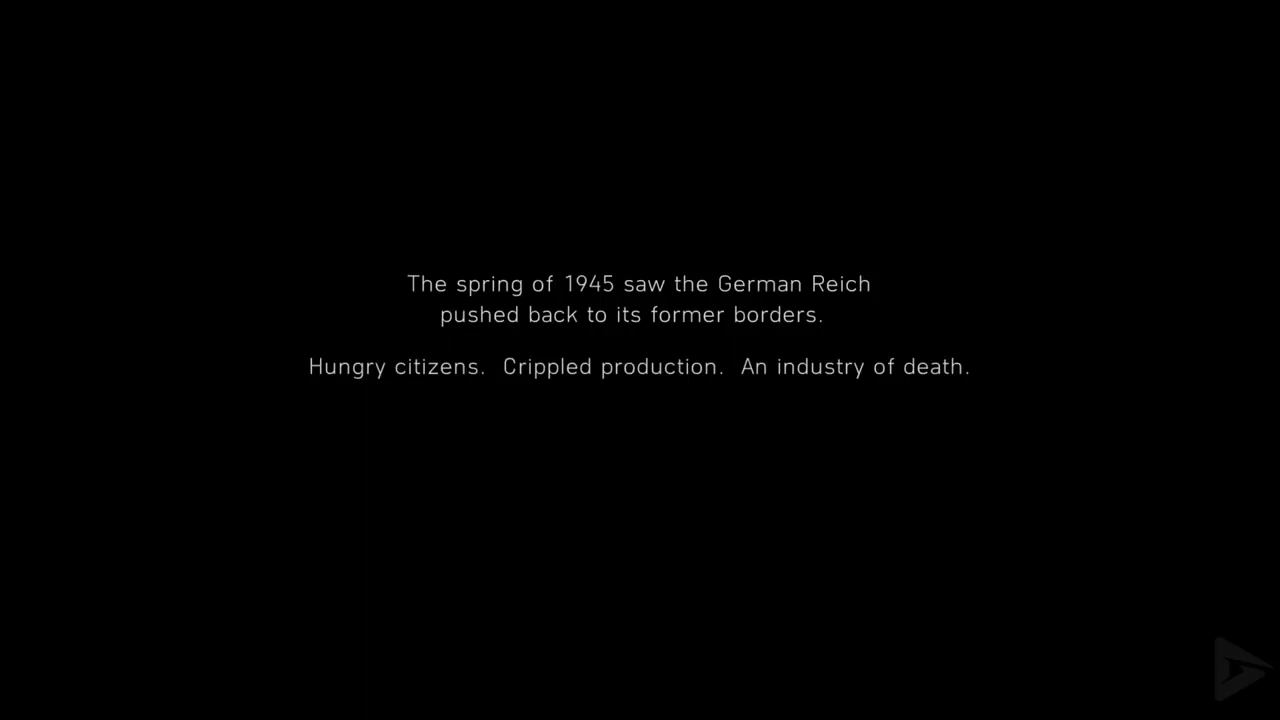 The spring of 1945 saw the German Reich
pushed back to its former borders.
Hungry citizens. Crippled production. An industry of death.